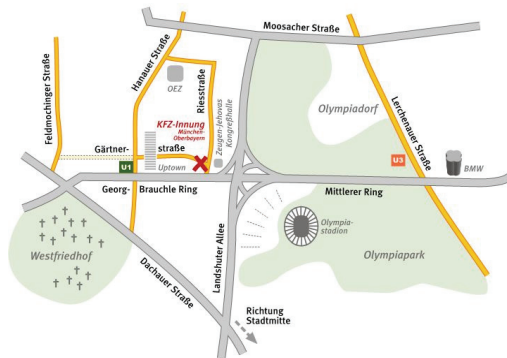 Moosacher Straße
Hanauer Straße
Feldmochinger Straße
OEZ
Riesstraße
Zeugen-Jehovas
Kongreßhalle
Olympiadorf
Lerchenauer Straße
KFZ-Innung
München-
Oberbayern
Gärtner-
straße
Uptown
U1
U3
BMW
Georg-
Brauchle Ring
Mittlerer Ring
Westfriedhof
Dachauer Straße
Landshuter Allee
Olympia-
stadion
Olympiapark
Richtung
Stadtmitte